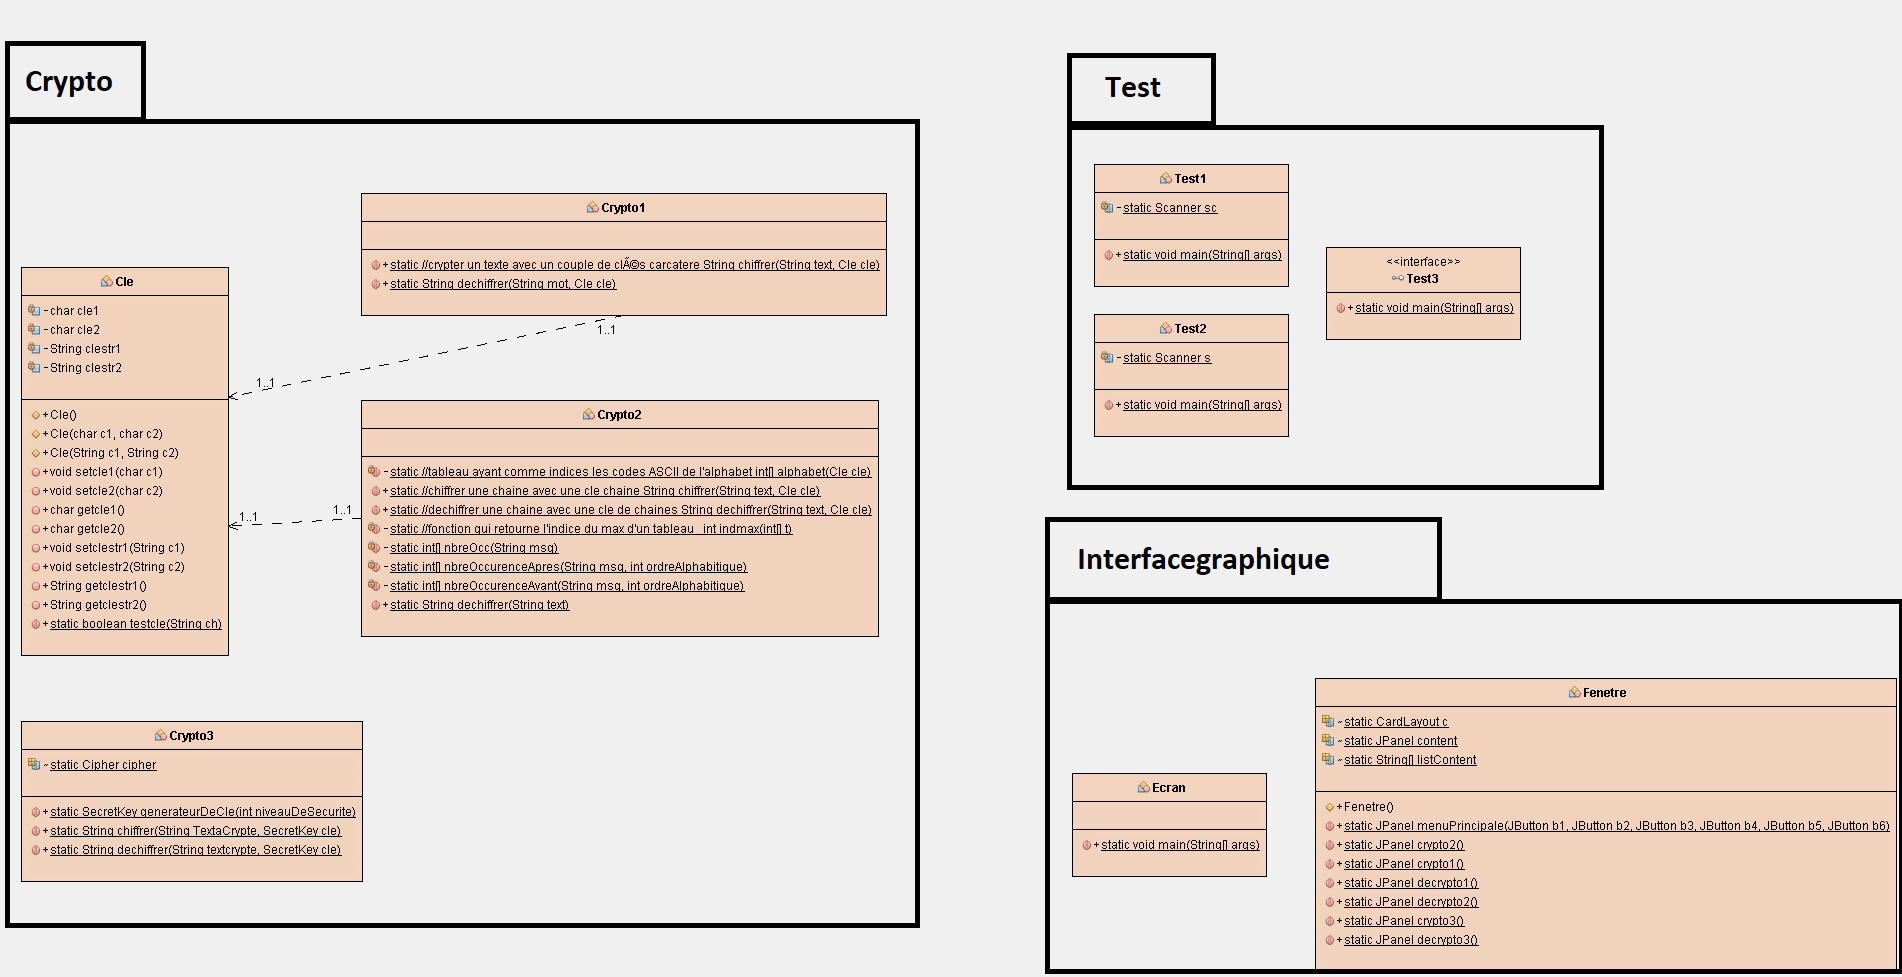 Crypto
Cle
-char cle1
-char cle2
-String clestr1
-String clestr2
+Cle()
+Cle(char c1, char c2)
+Cle(String c1, String c2)
+void setcle1(char c1)
+void setcle2(char c2)
+char getcle1()
+char getcle2()
+void setclestr1(String c1)
+void setclestr2(String c2)
+String getclestr1()
+String getclestr2()
+static boolean testcle(String ch)
Crypto1
+static //crypter un texte avec un couple de clÃ©s carcatere String chiffrer(String text, Cle cle)
+static String dechiffrer(String mot, Cle cle)
1..1
1..1
Crypto2
-static //tableau ayant comme indices les codes ASCII de l'alphabet int[] alphabet(Cle cle)
+static //chiffrer une chaine avec une cle chaine String chiffrer(String text, Cle cle)
+static //dechiffrer une chaine avec une cle de chaines String dechiffrer(String text, Cle cle)
-static //fonction qui retourne l'indice du max d'un tableau int indmax(int[] t)
-static int[] nbreOcc(String msg)
-static int[] nbreOccurenceApres(String msg, int ordreAlphabitique)
-static int[] nbreOccurenceAvant(String msg, int ordreAlphabitique)
+static String dechiffrer(String text)
1..1
1..1
Crypto3
~static Cipher cipher
+static SecretKey generateurDeCle(int niveauDeSecurite)
+static String chiffrer(String TextaCrypte, SecretKey cle)
+static String dechiffrer(String textcrypte, SecretKey cle)
Test
Test1
-static Scanner sc
+static void main(String[] args)
Test2
-static Scanner s
+static void main(String[] args)
<<interface>>
Test3
+static void main(String[] args)
Interfacegraphique
Ecran
+static void main(String[] args)
Fenetre
~static CardLayout c
~static JPanel content
~static String[] listContent
+Fenetre()
+static JPanel menuPrincipale(JButton b1, JButton b2, JButton b3, JButton b4, JButton b5, JButton b6)
+static JPanel crypto2()
+static JPanel crypto1()
+static JPanel decrypto1()
+static JPanel decrypto2()
+static JPanel crypto3()
+static JPanel decrypto3()